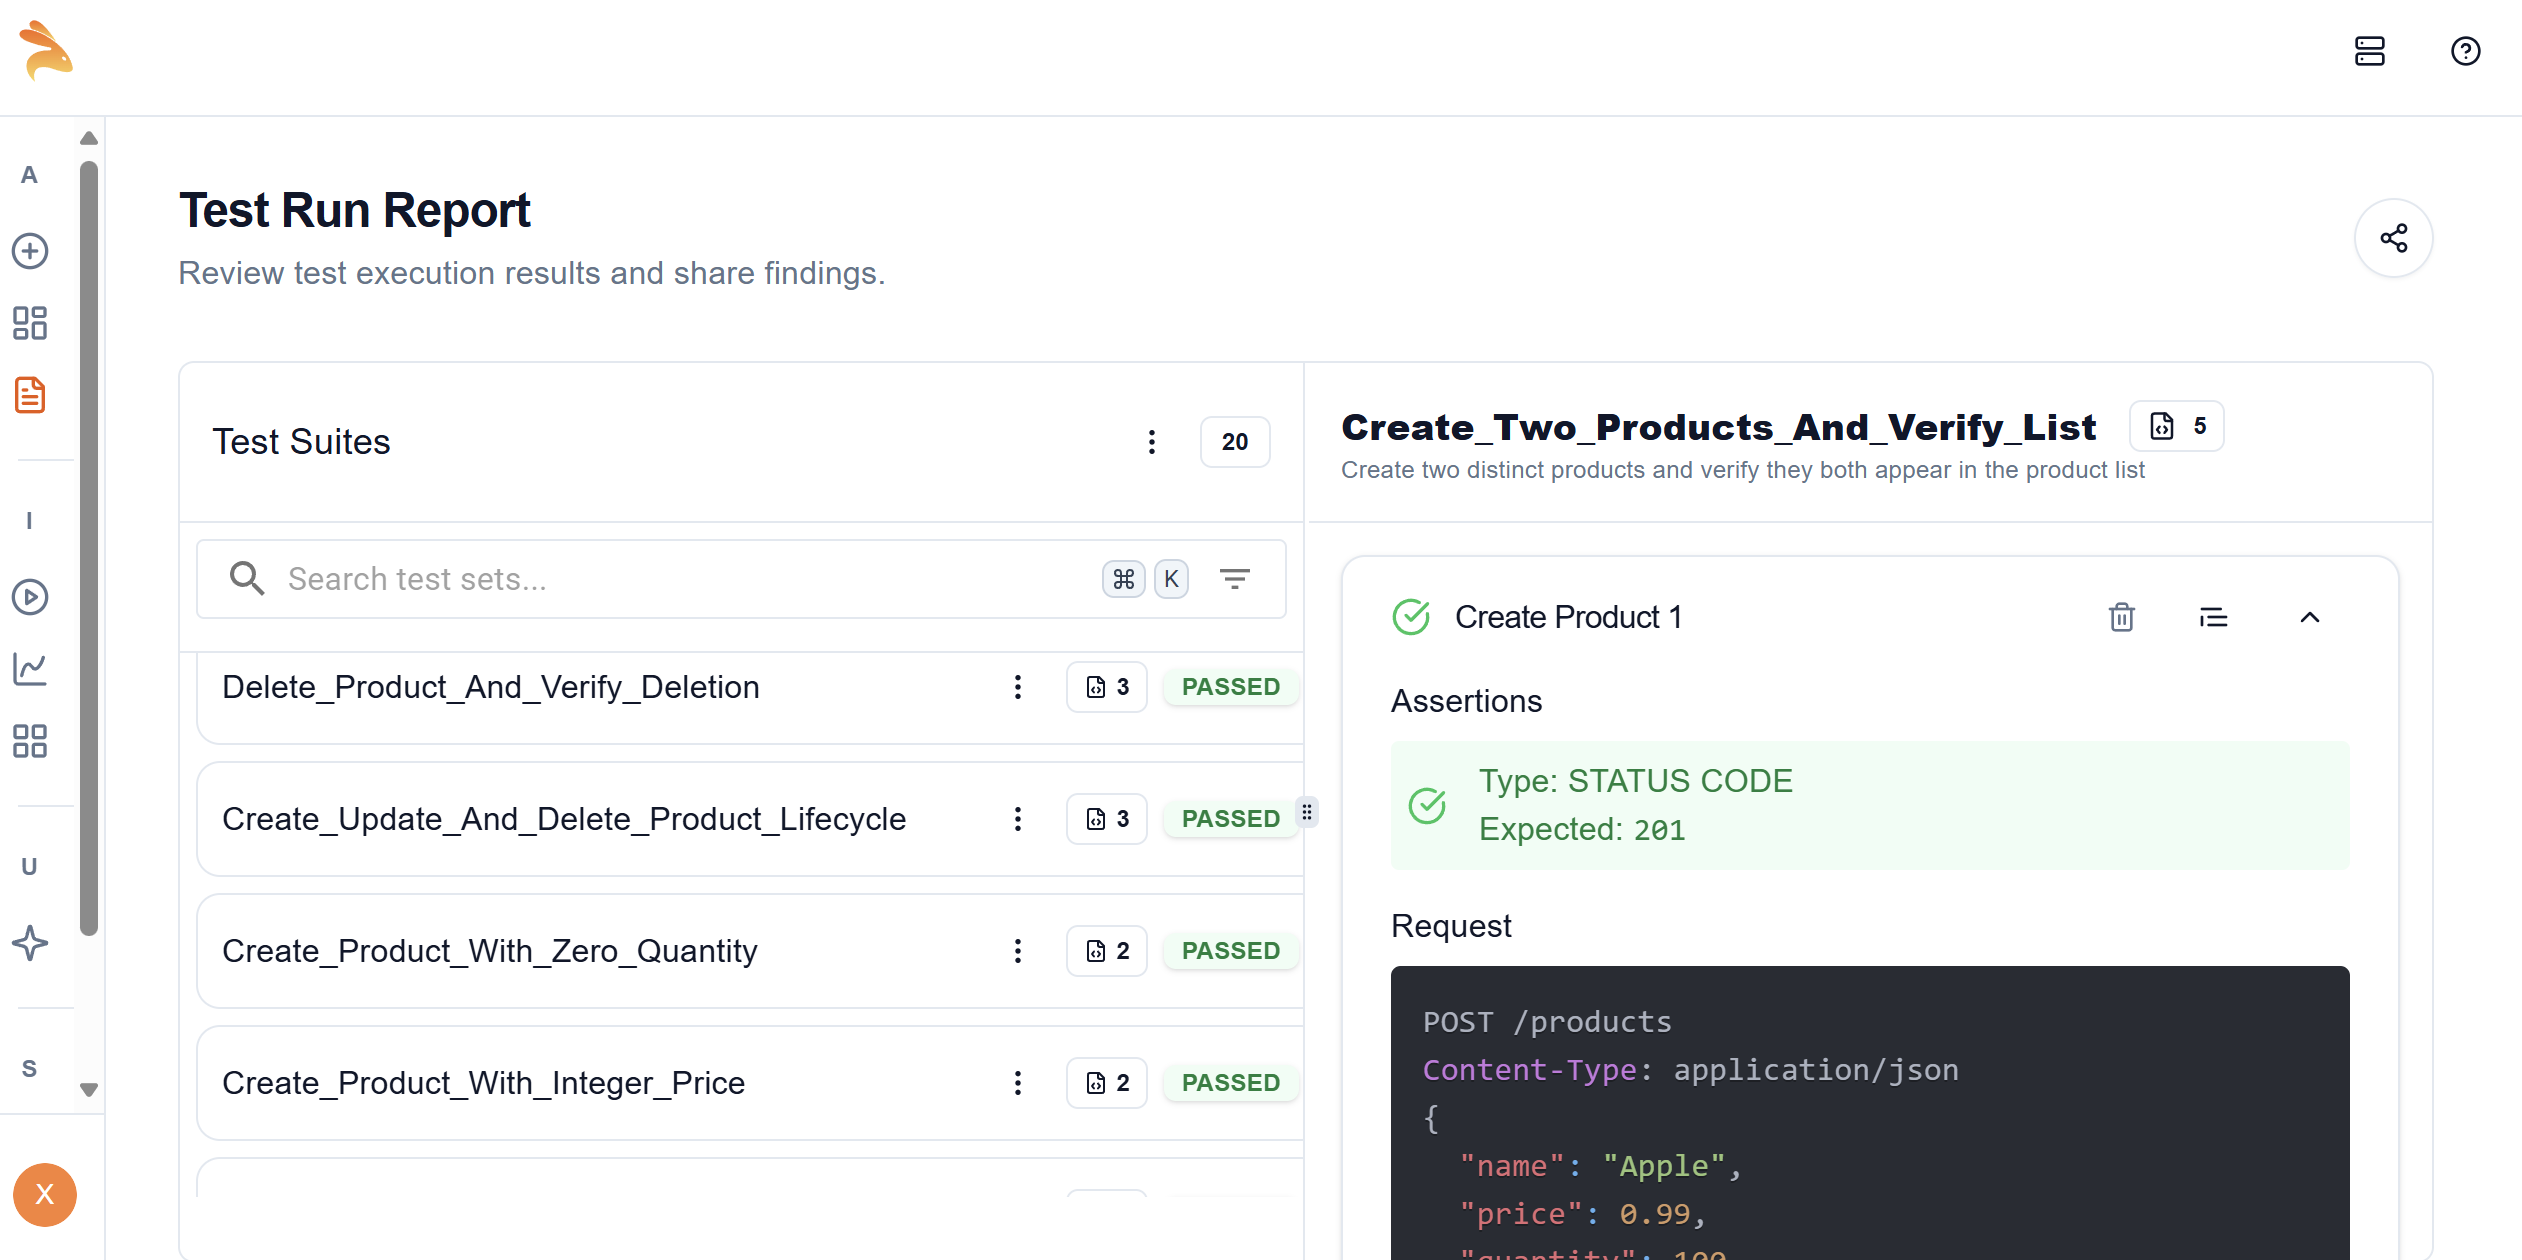 A
I
U
S
X
Test Run Report
Review test execution results and share findings.
Test Suites
20
Search test sets...
⌘ K
Delete_Product_And_Verify_Deletion
3
PASSED
Create_Update_And_Delete_Product_Lifecycle
3
PASSED
Create_Product_With_Zero_Quantity
2
PASSED
Create_Product_With_Integer_Price
2
PASSED
Create_Two_Products_And_Verify_List
5
Create two distinct products and verify they both appear in the product list
Create Product 1
Assertions
Type: STATUS CODE
Expected: 201
Request
POST /products
Content-Type: application/json
{
"name": "Apple",
"price": 0.99,
"quantity": 100